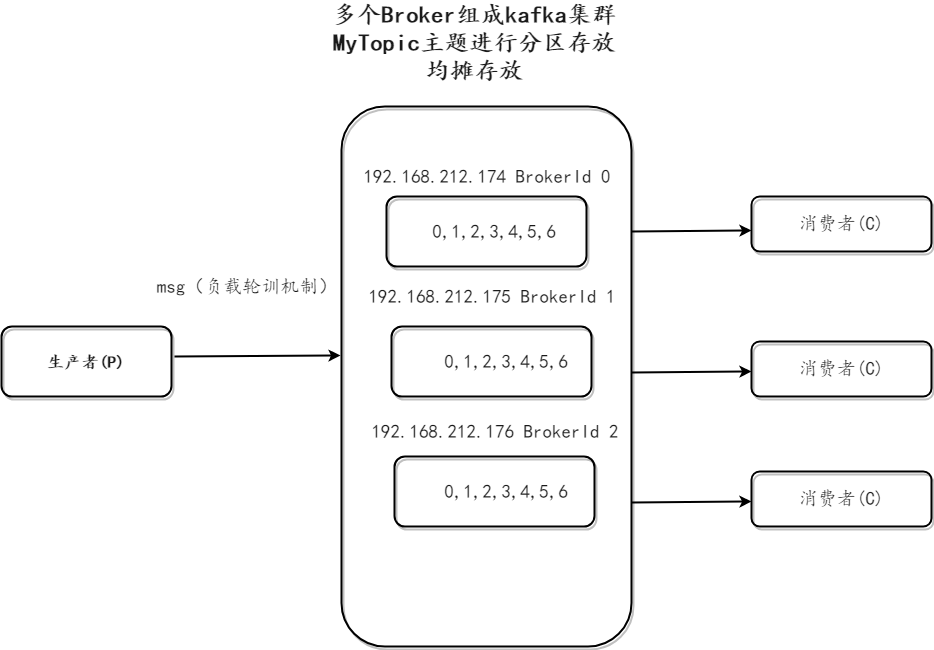 多个Broker组成kafka集群
MyTopic主题进行分区存放
均摊存放
192.168.212.174 BrokerId 0
0,1,2,3,4,5,6
消费者(C)
msg（负载轮训机制）
192.168.212.175 BrokerId 1
生产者(P)
0,1,2,3,4,5,6
消费者(C)
192.168.212.176 BrokerId 2
0,1,2,3,4,5,6
消费者(C)